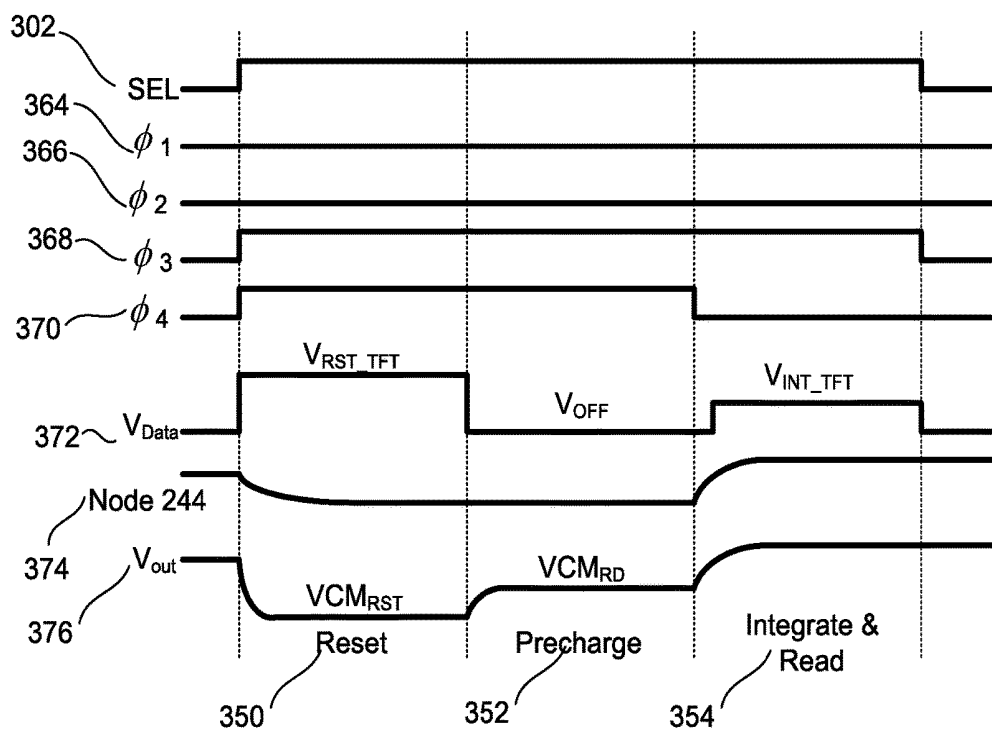 302
SEL
364
ϕ 1
366
ϕ 2
368
ϕ 3
370
ϕ 4
V_RST_TFT
V_OFF
V_INT_TFT
372
V_Data
Node 244
374
V_out
VCM_RST
VCM_RD
376
Reset
Precharge
Integrate &
Read
350
352
354